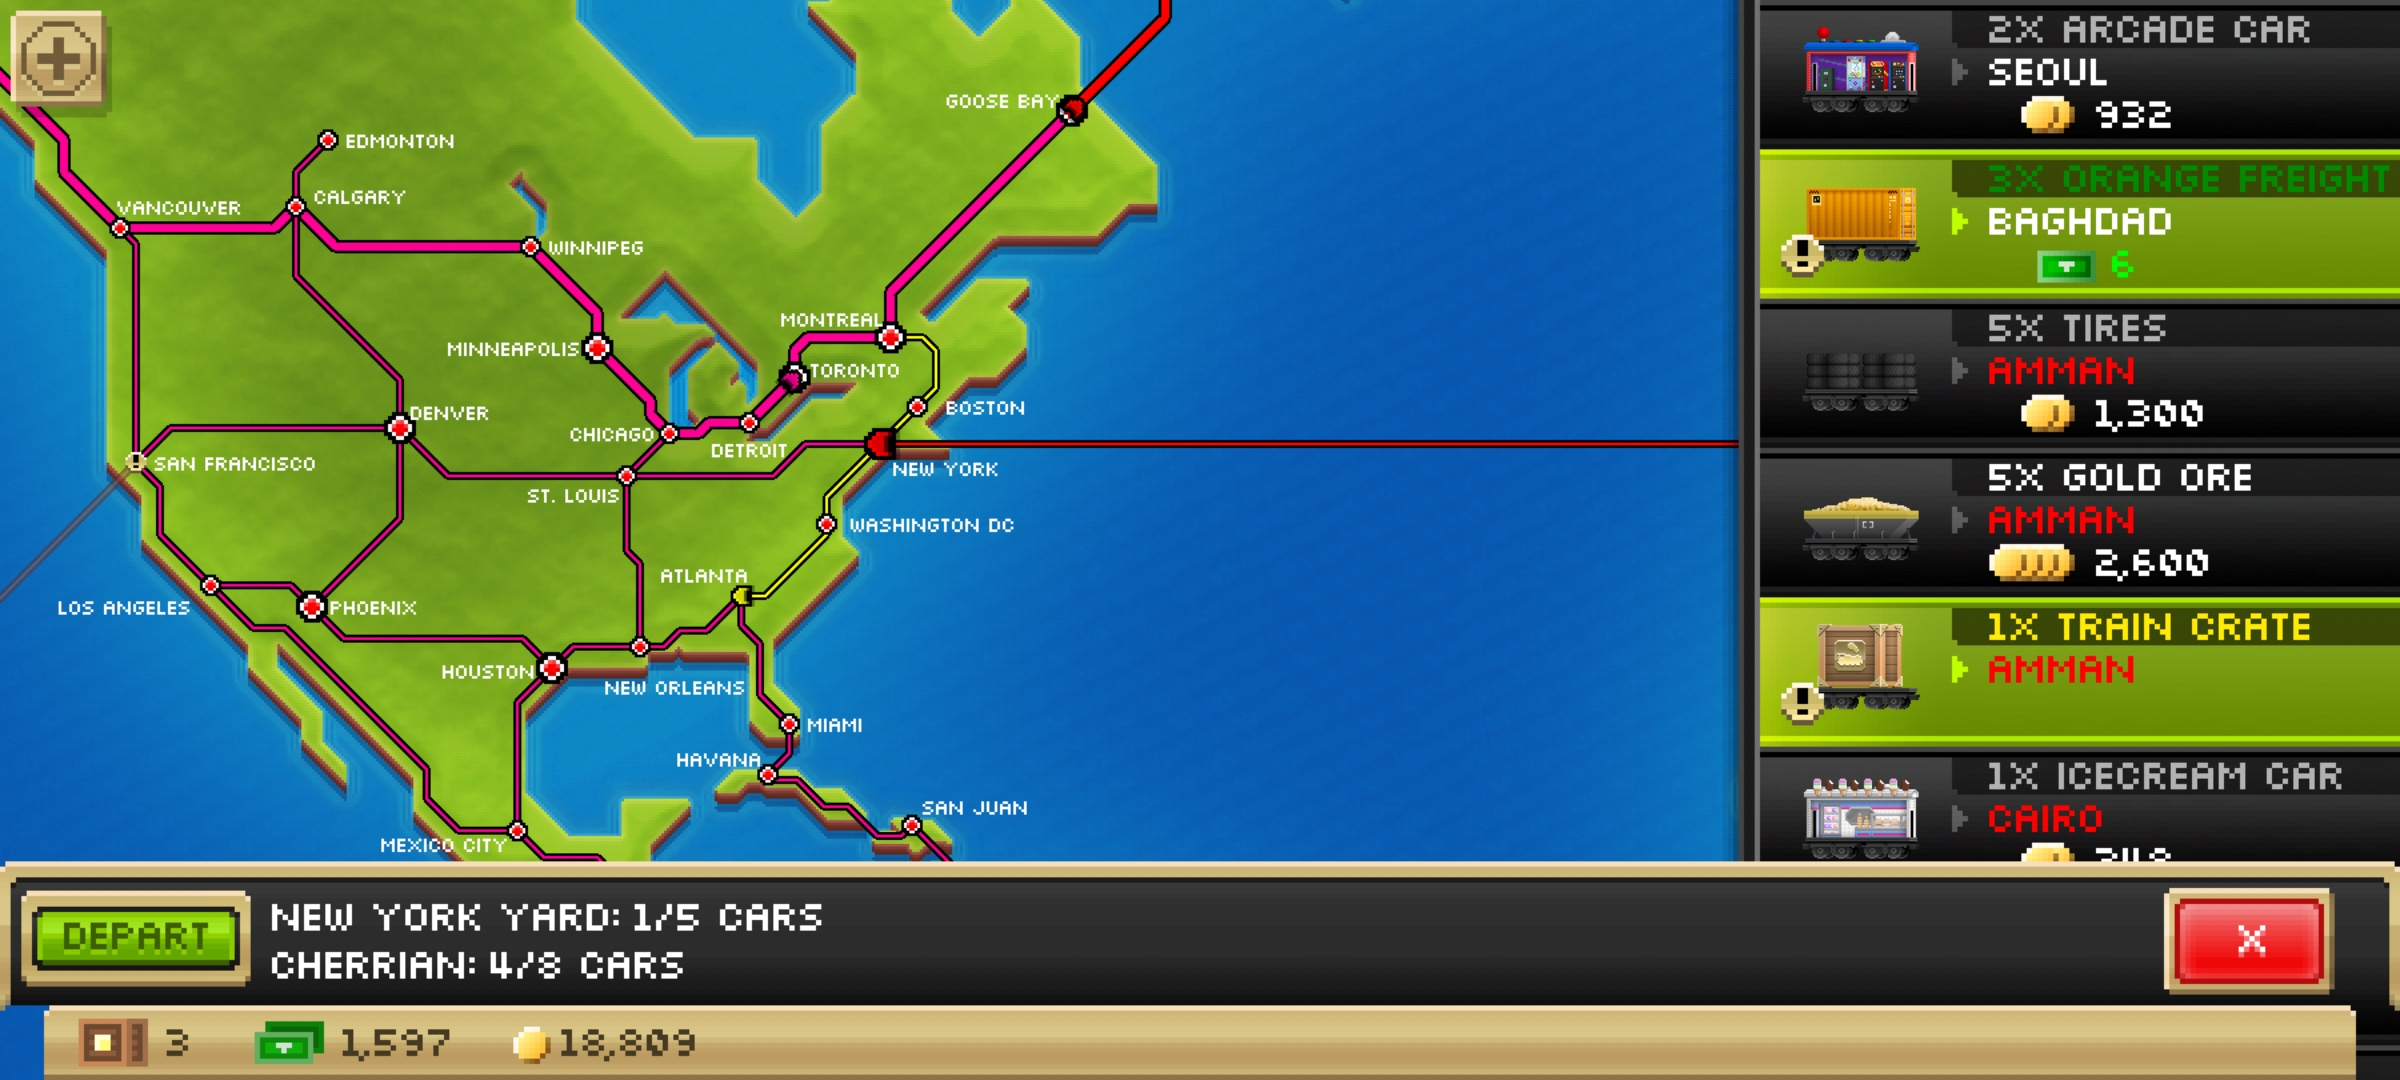 GOOSE BAY
EDMONTON
CALGARY
VANCOUVER
WINNIPEG
MONTREAL
MINNEAPOLIS
TORONTO
DENVER
BOSTON
CHICAGO
DETROIT
SAN FRANCISCO
NEW YORK
ST. LOUIS
WASHINGTON DC
ATLANTA
LOS ANGELES
PHOENIX
HOUSTON
NEW ORLEANS
MIAMI
HAVANA
SAN JUAN
MEXICO CITY
2X ARCADE CAR
SEOUL
932
3X ORANGE FREIGHT
BAGHDAD
6
5X TIRES
AMMAN
1,300
5X GOLD ORE
AMMAN
2,600
1X TRAIN CRATE
AMMAN
1X ICECREAM CAR
CAIRO
DEPART
NEW YORK YARD: 1/5 CARS
CHERRIAN: 4/8 CARS
X
3
1,597
18,809